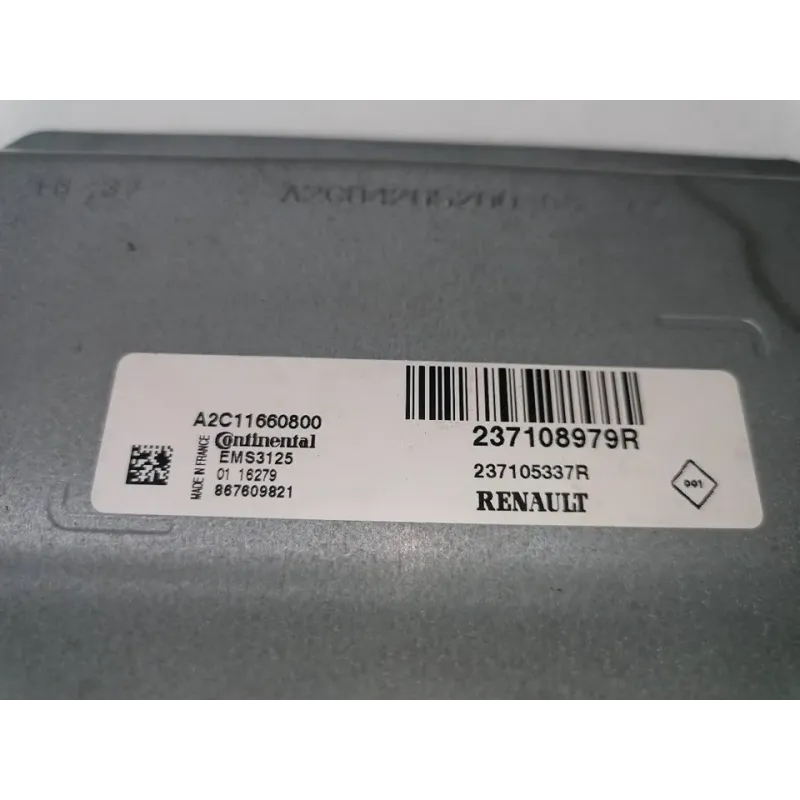 A2C11660800
Continental
EMS3125
01 16279
867609821
MADE IN FRANCE
237108979R
237105337R
RENAULT
001